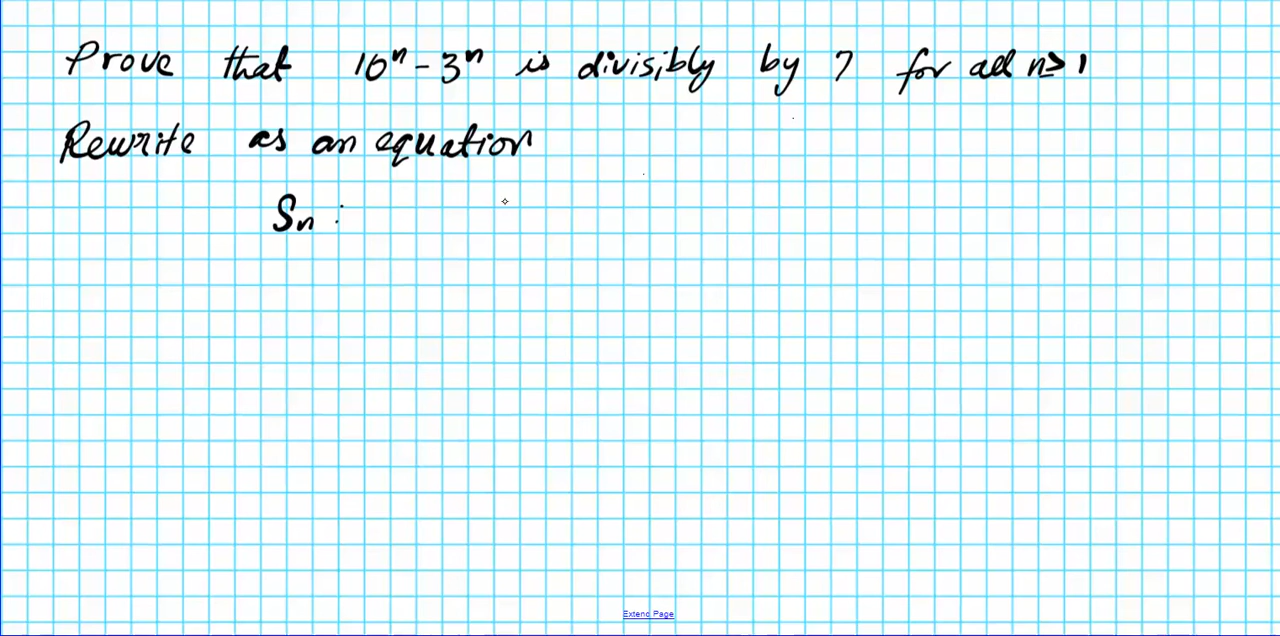 Prove that 10ⁿ - 3ⁿ is divisibly by 7 for all n ≥ 1
Rewrite as an equation
Sₙ :
Extend Page